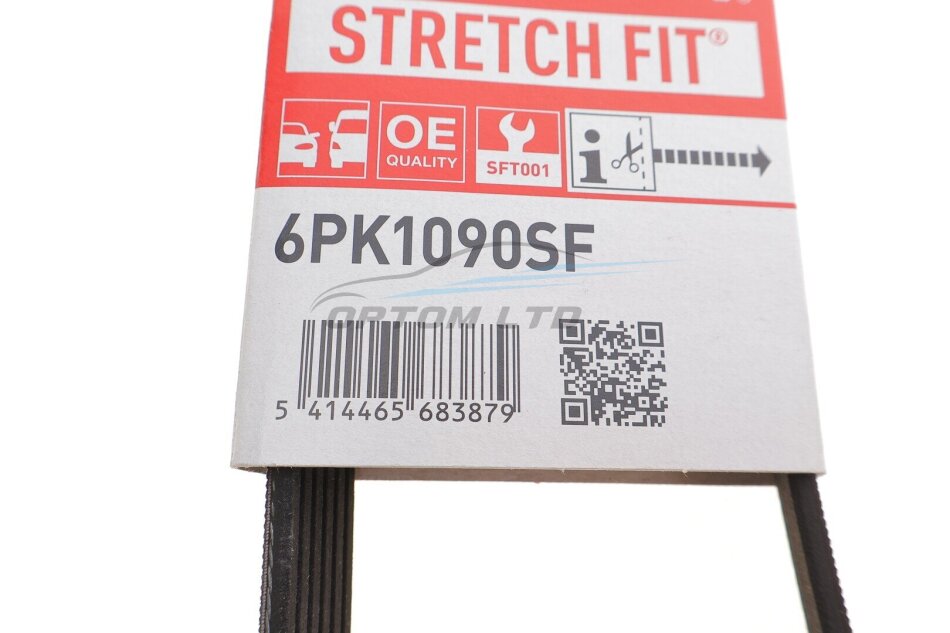 STRETCH FIT®
OE
QUALITY
SFT001
i
6PK1090SF
ORTOM LTD
5 414465 683879